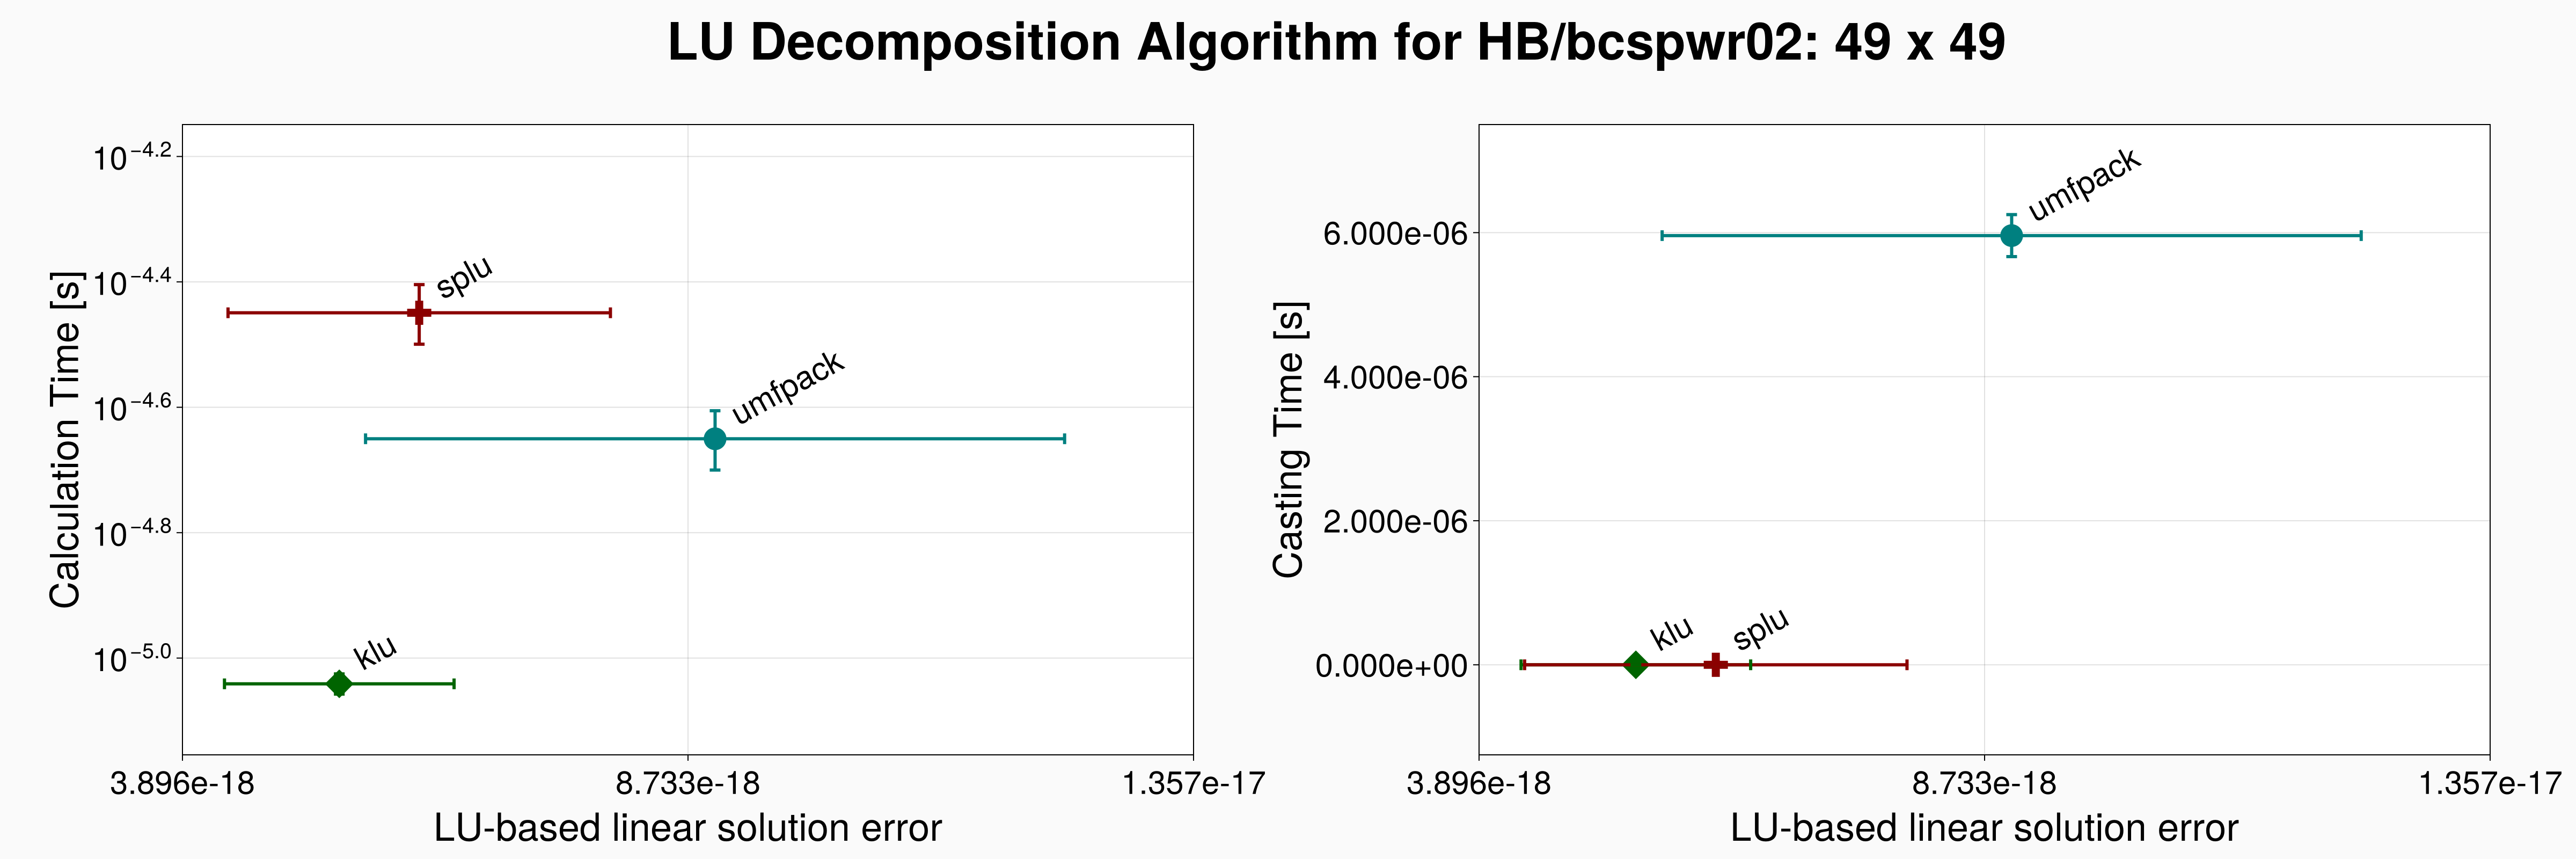 LU Decomposition Algorithm for HB/bcspwr02: 49 x 49
Calculation Time [s]
10^−4.2
10^−4.4
10^−4.6
10^−4.8
10^−5.0
splu
umfpack
klu
3.896e-18 8.733e-18 1.357e-17
LU-based linear solution error
Casting Time [s]
6.000e-06
4.000e-06
2.000e-06
0.000e+00
umfpack
klu
splu
3.896e-18 8.733e-18 1.357e-17
LU-based linear solution error